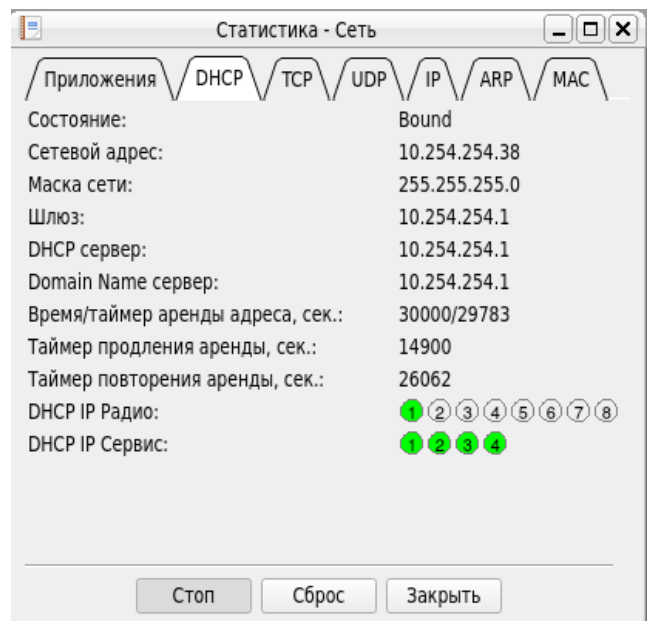 Статистика - Сеть
Приложения DHCP TCP UDP IP ARP MAC
Состояние: Bound
Сетевой адрес: 10.254.254.38
Маска сети: 255.255.255.0
Шлюз: 10.254.254.1
DHCP сервер: 10.254.254.1
Domain Name сервер: 10.254.254.1
Время/таймер аренды адреса, сек.: 30000/29783
Таймер продления аренды, сек.: 14900
Таймер повторения аренды, сек.: 26062
DHCP IP Радио: 1 2 3 4 5 6 7 8
DHCP IP Сервис: 1 2 3 4
Стоп Сброс Закрыть